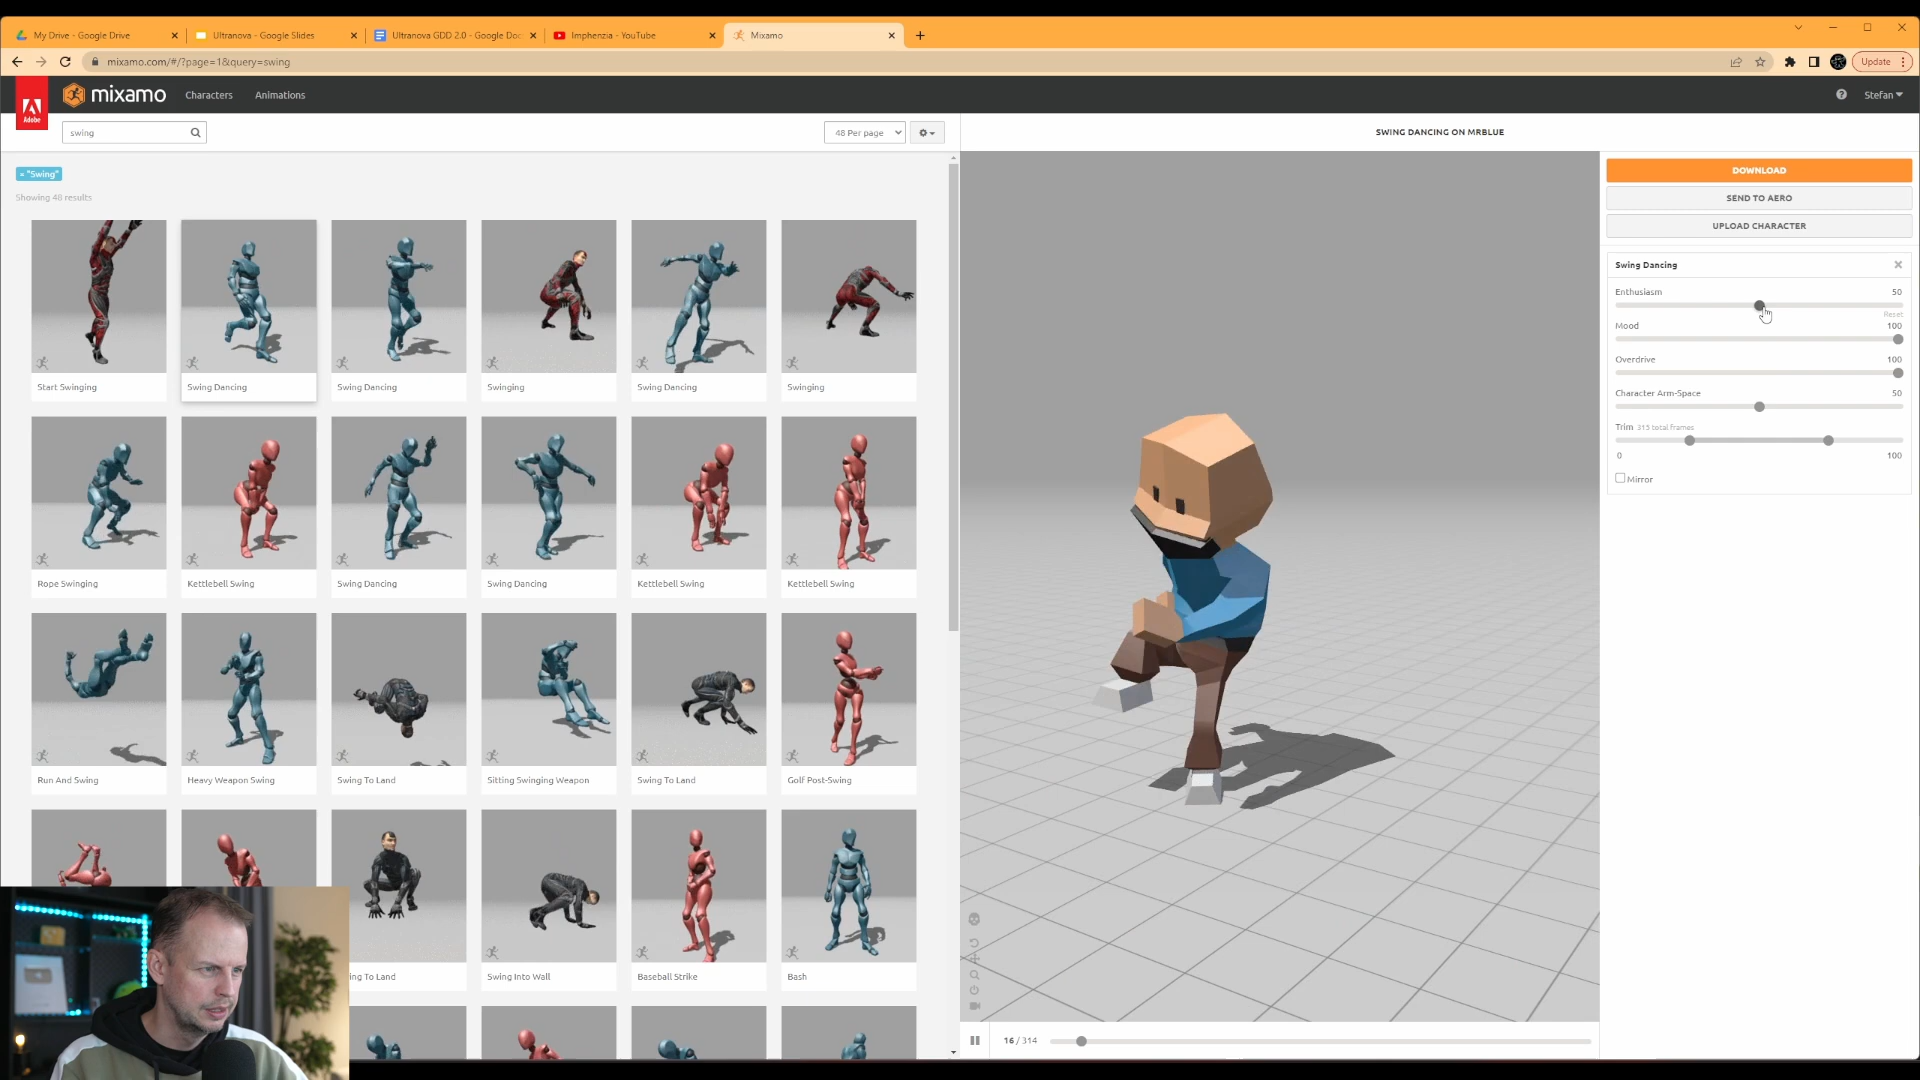 My Drive - Google Drive
Ultranova - Google Slides
Ultranova GDD 2.0 - Google Doc
Imphenzia - YouTube
Mixamo
mixamo.com/#/?page=1&query=swing
Update
Adobe
mixamo
Characters
Animations
Stefan
swing
48 Per page
SWING DANCING ON MRBLUE
= "Swing"
Showing 48 results
Start Swinging
Swing Dancing
Swing Dancing
Swinging
Swing Dancing
Swinging
Rope Swinging
Kettlebell Swing
Swing Dancing
Swing Dancing
Kettlebell Swing
Kettlebell Swing
Run And Swing
Heavy Weapon Swing
Swing To Land
Sitting Swinging Weapon
Swing To Land
Golf Post-Swing
ing To Land
Swing Into Wall
Baseball Strike
Bash
DOWNLOAD
SEND TO AERO
UPLOAD CHARACTER
Swing Dancing
Enthusiasm 50
Reset
Mood 100
Overdrive 100
Character Arm-Space 50
Trim 315 total frames
0 100
Mirror
16 / 314